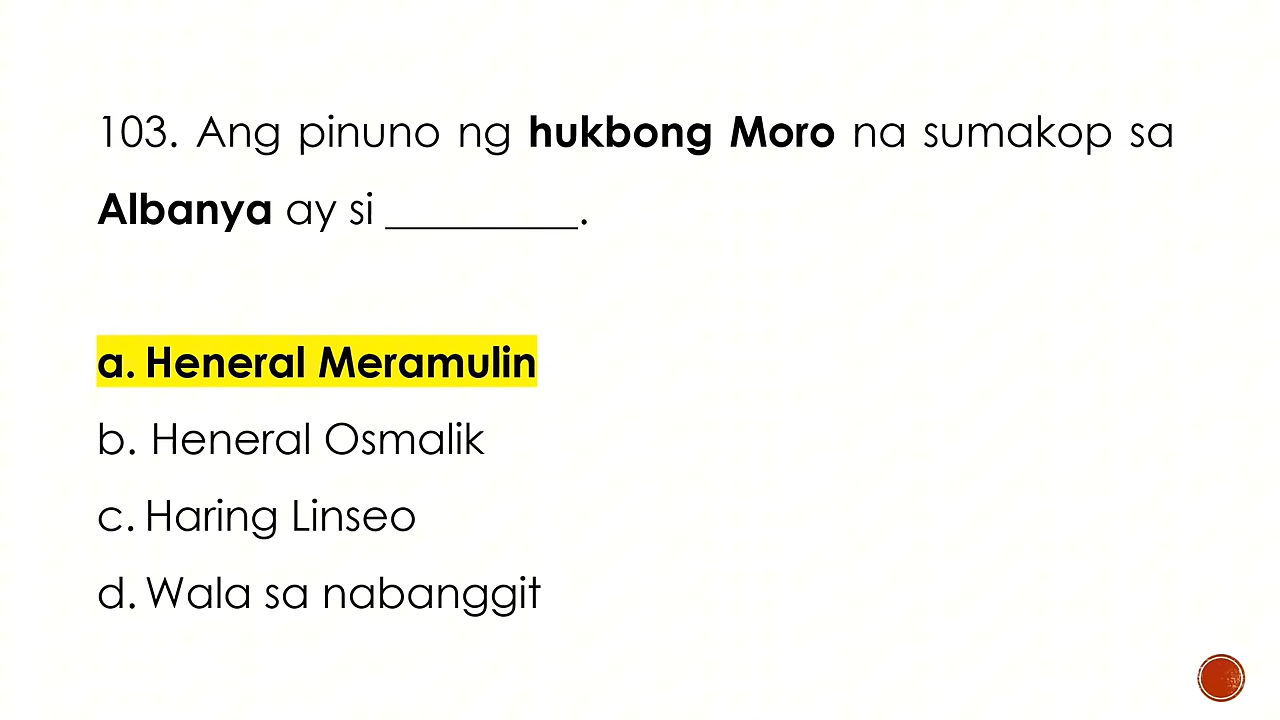 103. Ang pinuno ng hukbong Moro na sumakop sa
Albanya ay si _________.
a. Heneral Meramulin
b. Heneral Osmalik
c. Haring Linseo
d. Wala sa nabanggit